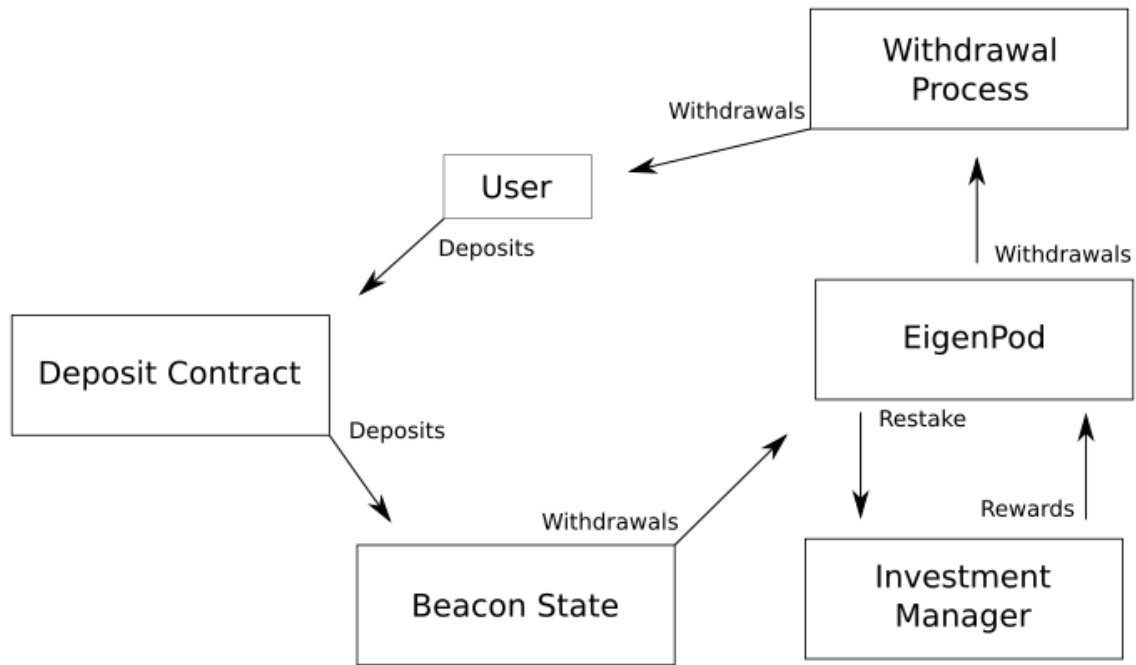 Withdrawal
Process
Withdrawals
User
Deposits
Withdrawals
EigenPod
Deposit Contract
Restake
Deposits
Rewards
Withdrawals
Investment
Manager
Beacon State